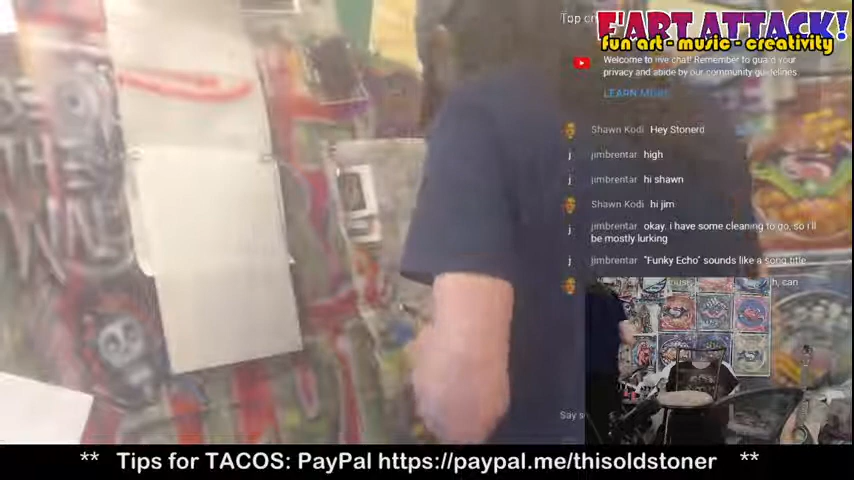 Top
F'ART ATTACK!
fun art - music - creativity
Welcome to live chat! Remember to guard your
privacy and abide by our community guidelines.
LEARN MORE
Shawn Kodi Hey Stonerd
jimbrentar high
jimbrentar hi shawn
Shawn Kodi hi jim
jimbrentar okay. i have some cleaning to go, so i'll
be mostly lurking
jimbrentar "Funky Echo" sounds like a song title
can
Say
** Tips for TACOS: PayPal https://paypal.me/thisoldstoner **